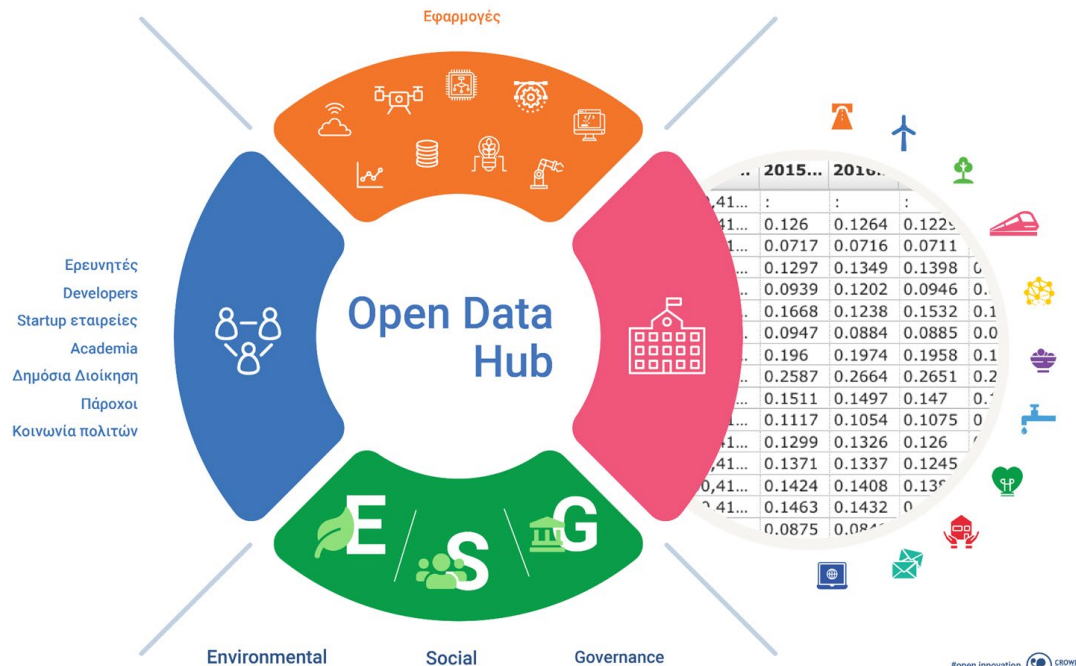 Εφαρμογές
Ερευνητές
Developers
Startup εταιρείες
Academia
Δημόσια Διοίκηση
Πάροχοι
Κοινωνία πολιτών
Open Data
Hub
E
S
G
Environmental
Social
Governance
2015...
,41... : : :
0.126 0.1264
0.0717 0.0716 0.0711
0.1297 0.1349 0.1398
0.0939 0.1202 0.0946
0.1668 0.1238 0.1532
0.0947 0.0884 0.0885
0.196 0.1974 0.1958
0.2587 0.2664 0.2651
0.1511 0.1497 0.147
0.1117 0.1054 0.1075
0.1299 0.1326 0.126
,41... 0.1371 0.1337 0.1245
0,41... 0.1424 0.1408
0.1463 0.1432
0.0875
#open innovation